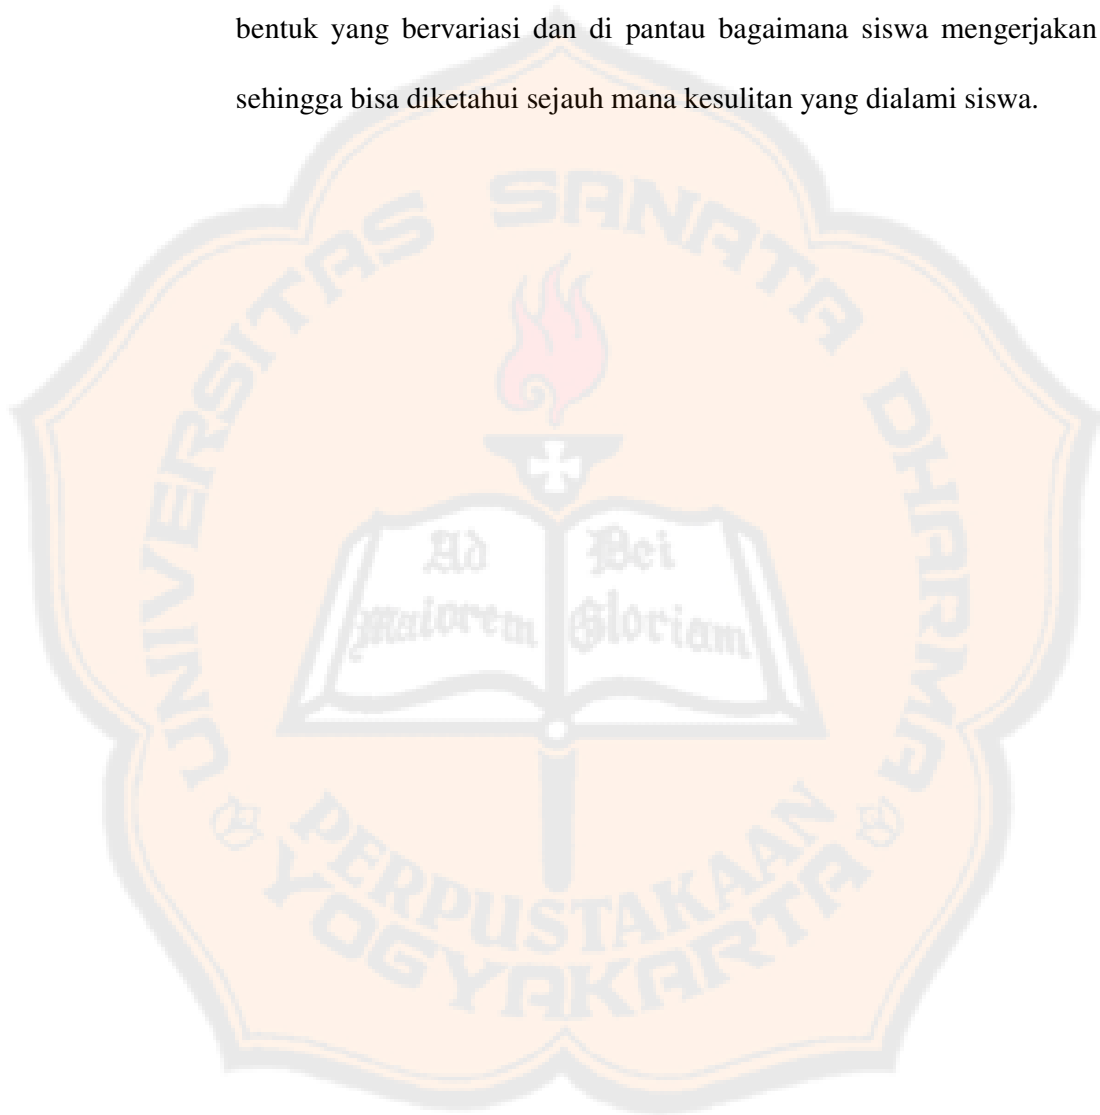 bentuk yang bervariasi dan di pantau bagaimana siswa mengerjakan
sehingga bisa diketahui sejauh mana kesulitan yang dialami siswa.
UNIVERSITAS SANATA DHARMA
Ad Dei
Maiorem Gloriam
PERPUSTAKAAN
YOGYAKARTA